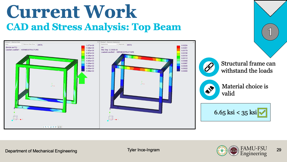 Current Work
CAD and Stress Analysis: Top Beam
1
Structural frame can
withstand the loads
Material choice is
valid
6.65 ksi < 35 ksi
Department of Mechanical Engineering
Tyler true-Ingram
FAMU-FSU
Engineering
29